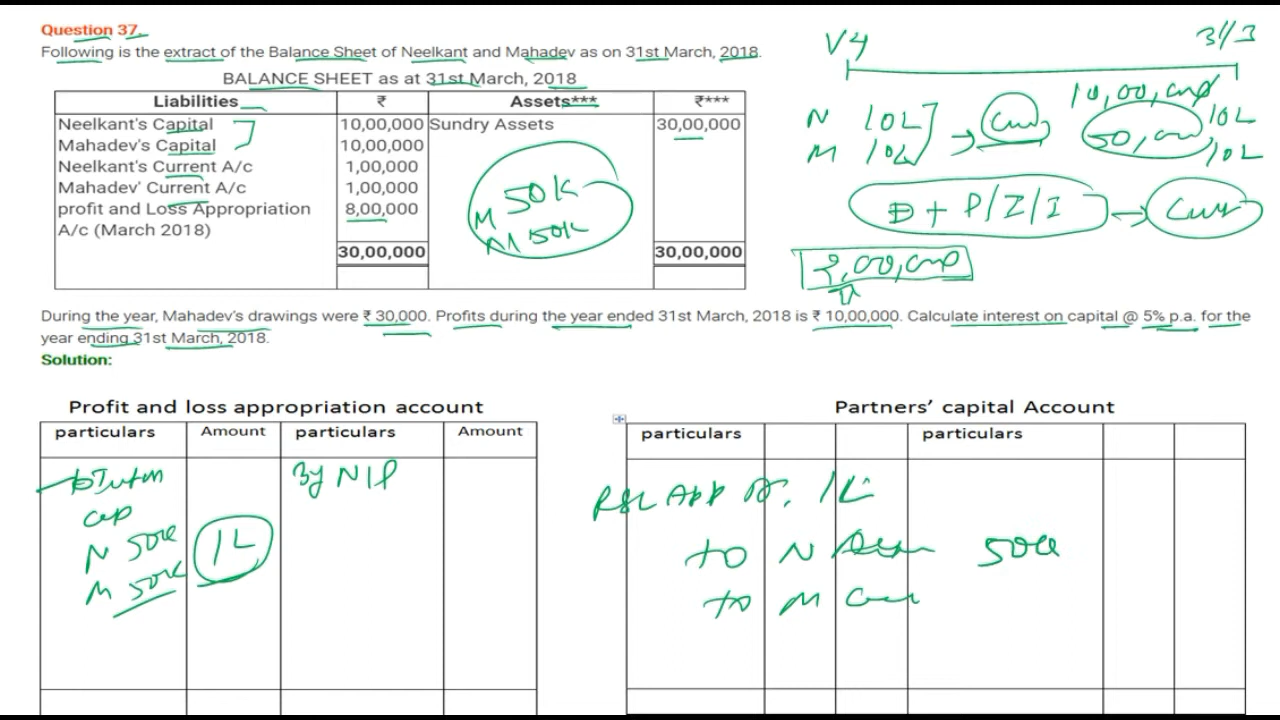 Question 37.
Following is the extract of the Balance Sheet of Neelkant and Mahadev as on 31st March, 2018.
BALANCE SHEET as at 31st March, 2018
Liabilities ₹ Assets*** ₹***
Neelkant's Capital 10,00,000 Sundry Assets 30,00,000
Mahadev's Capital 10,00,000
Neelkant's Current A/c 1,00,000
Mahadev' Current A/c 1,00,000
profit and Loss Appropriation 8,00,000
A/c (March 2018)
30,00,000 30,00,000
50K
M 50K
1/4 31/3
10,00,000
N 10L 50,000 10L
M 10L 10L
D + P/
During the year, Mahadev's drawings were ₹ 30,000. Profits during the year ended 31st March, 2018 is ₹ 10,00,000. Calculate interest on capital @ 5% p.a. for the
year ending 31st March, 2018.
Solution:
Profit and loss appropriation account
particulars Amount particulars Amount
By N/P
cap
N 50K 1L
M 50K
Partners' capital Account
particulars particulars
P&L App Dr. 1L
to N 50K
to M